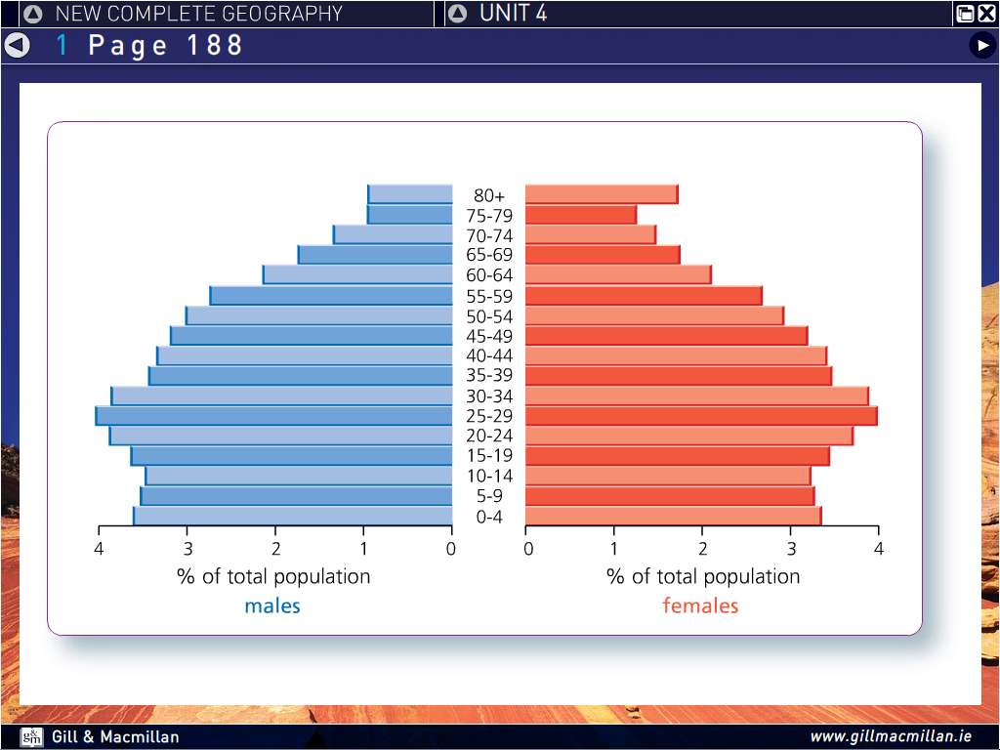 NEW COMPLETE GEOGRAPHY
UNIT 4
1 Page 188
80+
75-79
70-74
65-69
60-64
55-59
50-54
45-49
40-44
35-39
30-34
25-29
20-24
15-19
10-14
5-9
0-4
4 3 2 1 0
0 1 2 3 4
% of total population
males
% of total population
females
g&m Gill & Macmillan
www.gillmacmillan.ie